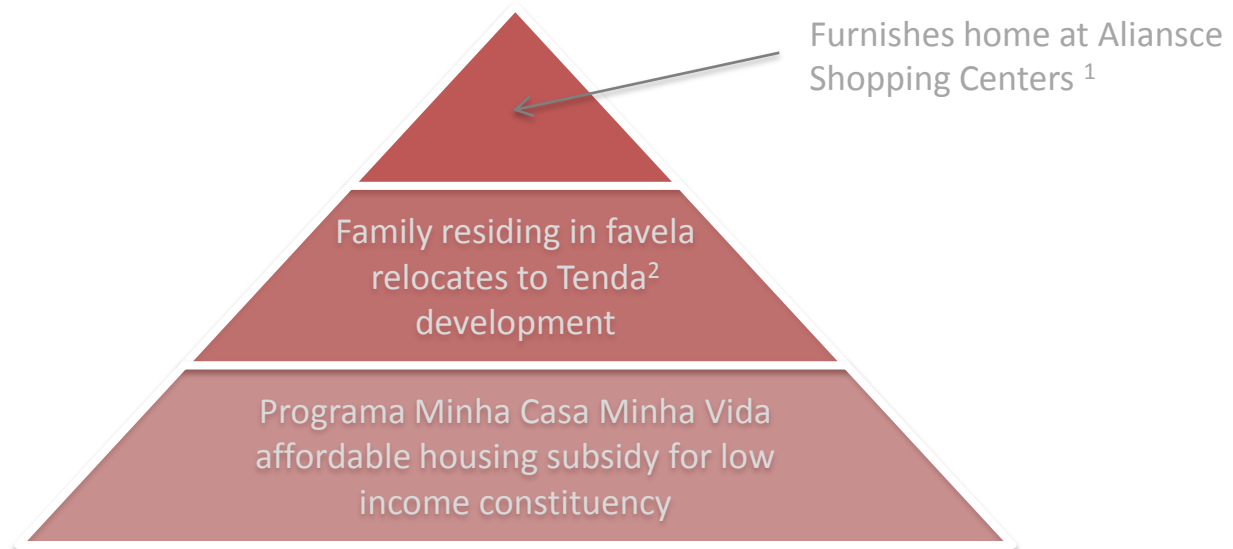 Furnishes home at Aliansce
Shopping Centers ¹
Family residing in favela
relocates to Tenda²
development
Programa Minha Casa Minha Vida
affordable housing subsidy for low
income constituency